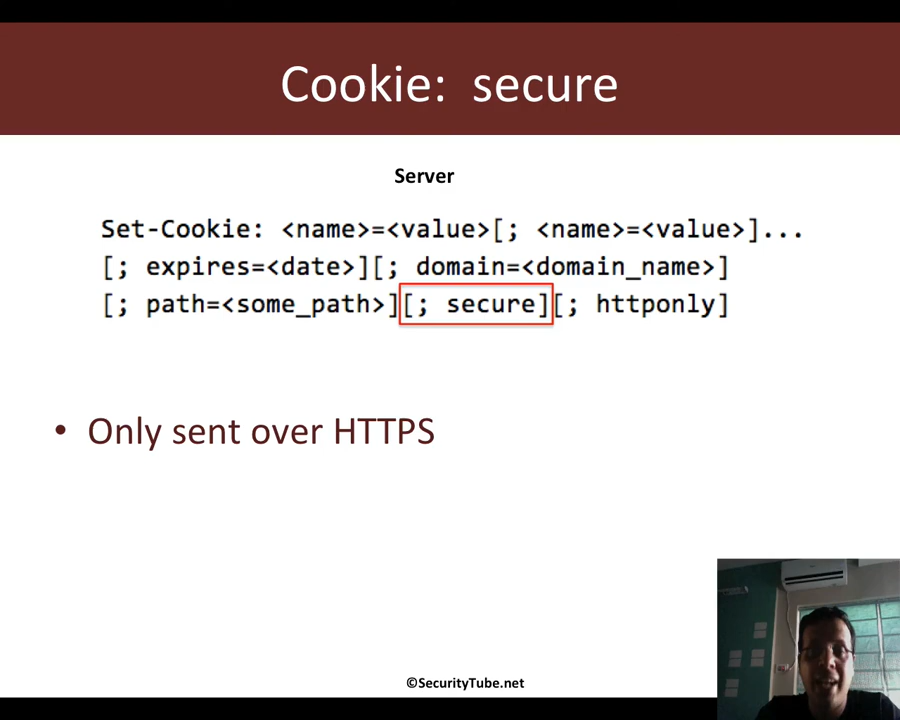 Cookie: secure
Server
Set-Cookie: <name>=<value>[; <name>=<value>]...
[; expires=<date>][; domain=<domain_name>]
[; path=<some_path>][; secure][; httponly]
• Only sent over HTTPS
©SecurityTube.net